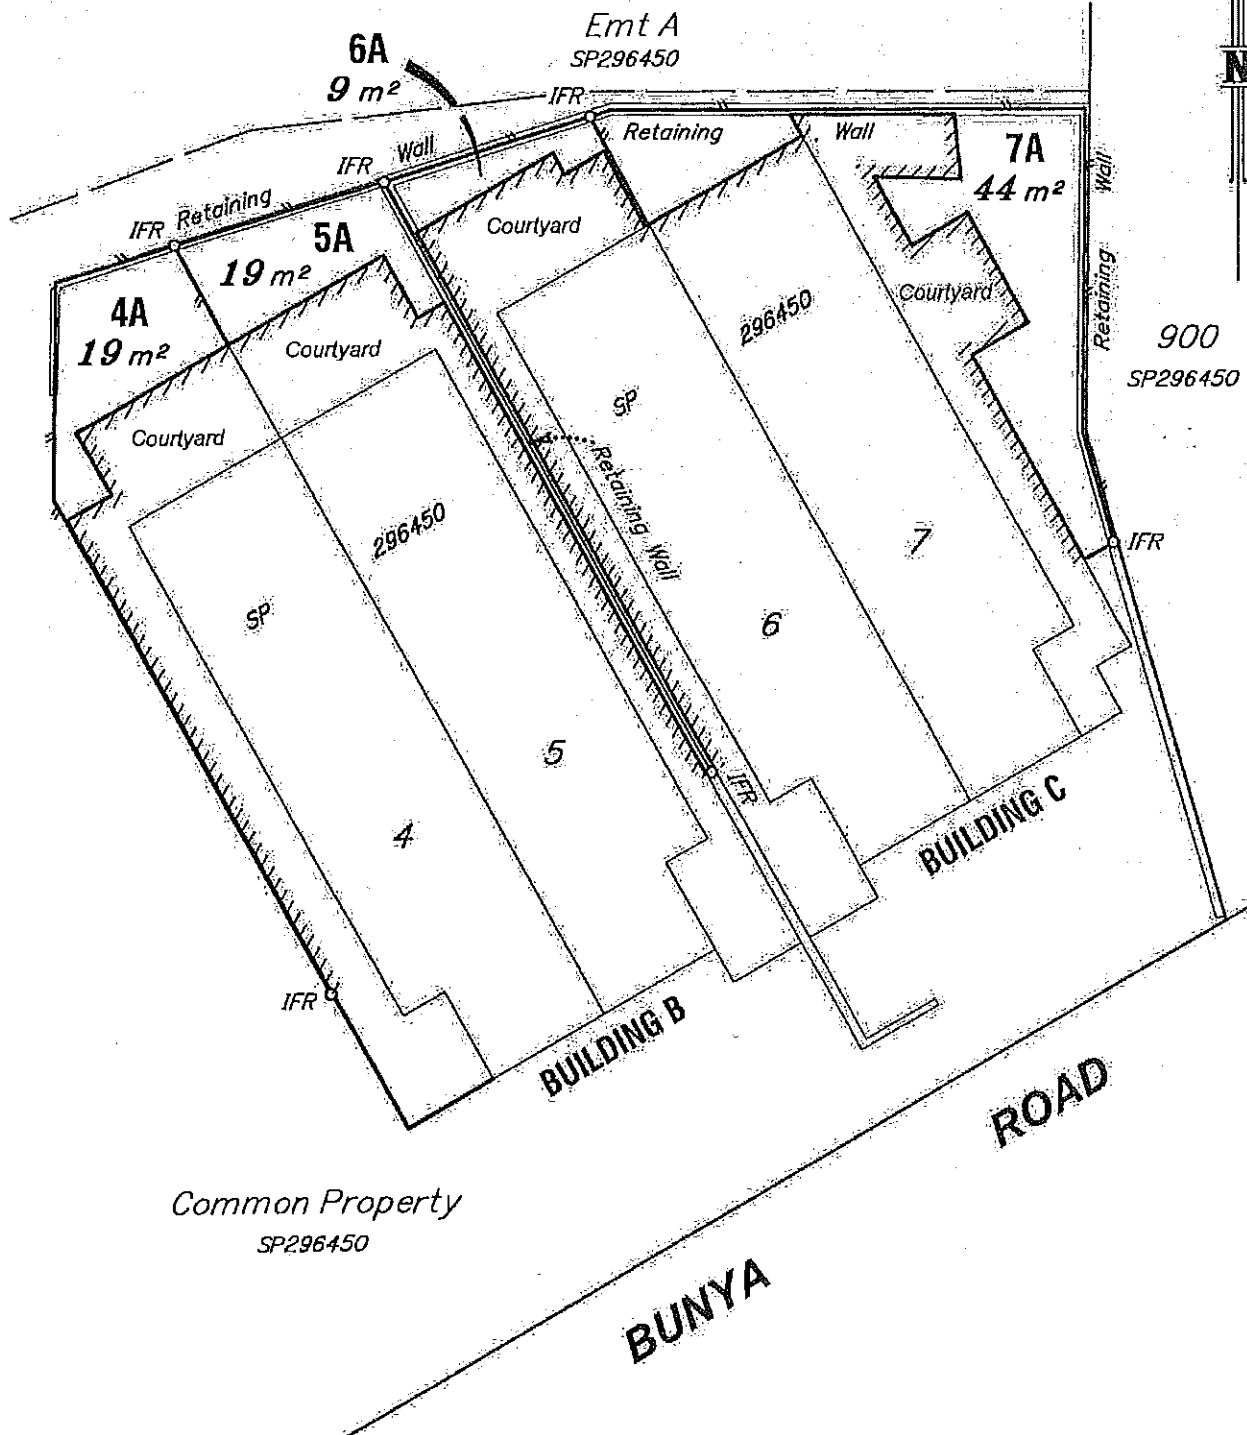 Emt A
SP296450
6A
9 m²
N
IFR
Retaining
Wall
7A
44 m²
Wall
IFR
Wall
Retaining
IFR
5A
19 m²
Courtyard
4A
19 m²
Courtyard
296450
Courtyard
Retaining
900
SP296450
Courtyard
SP
Retaining Wall
296450
SP
7
IFR
6
5
4
IFR
BUILDING C
IFR
BUILDING B
ROAD
Common Property
SP296450
BUNYA